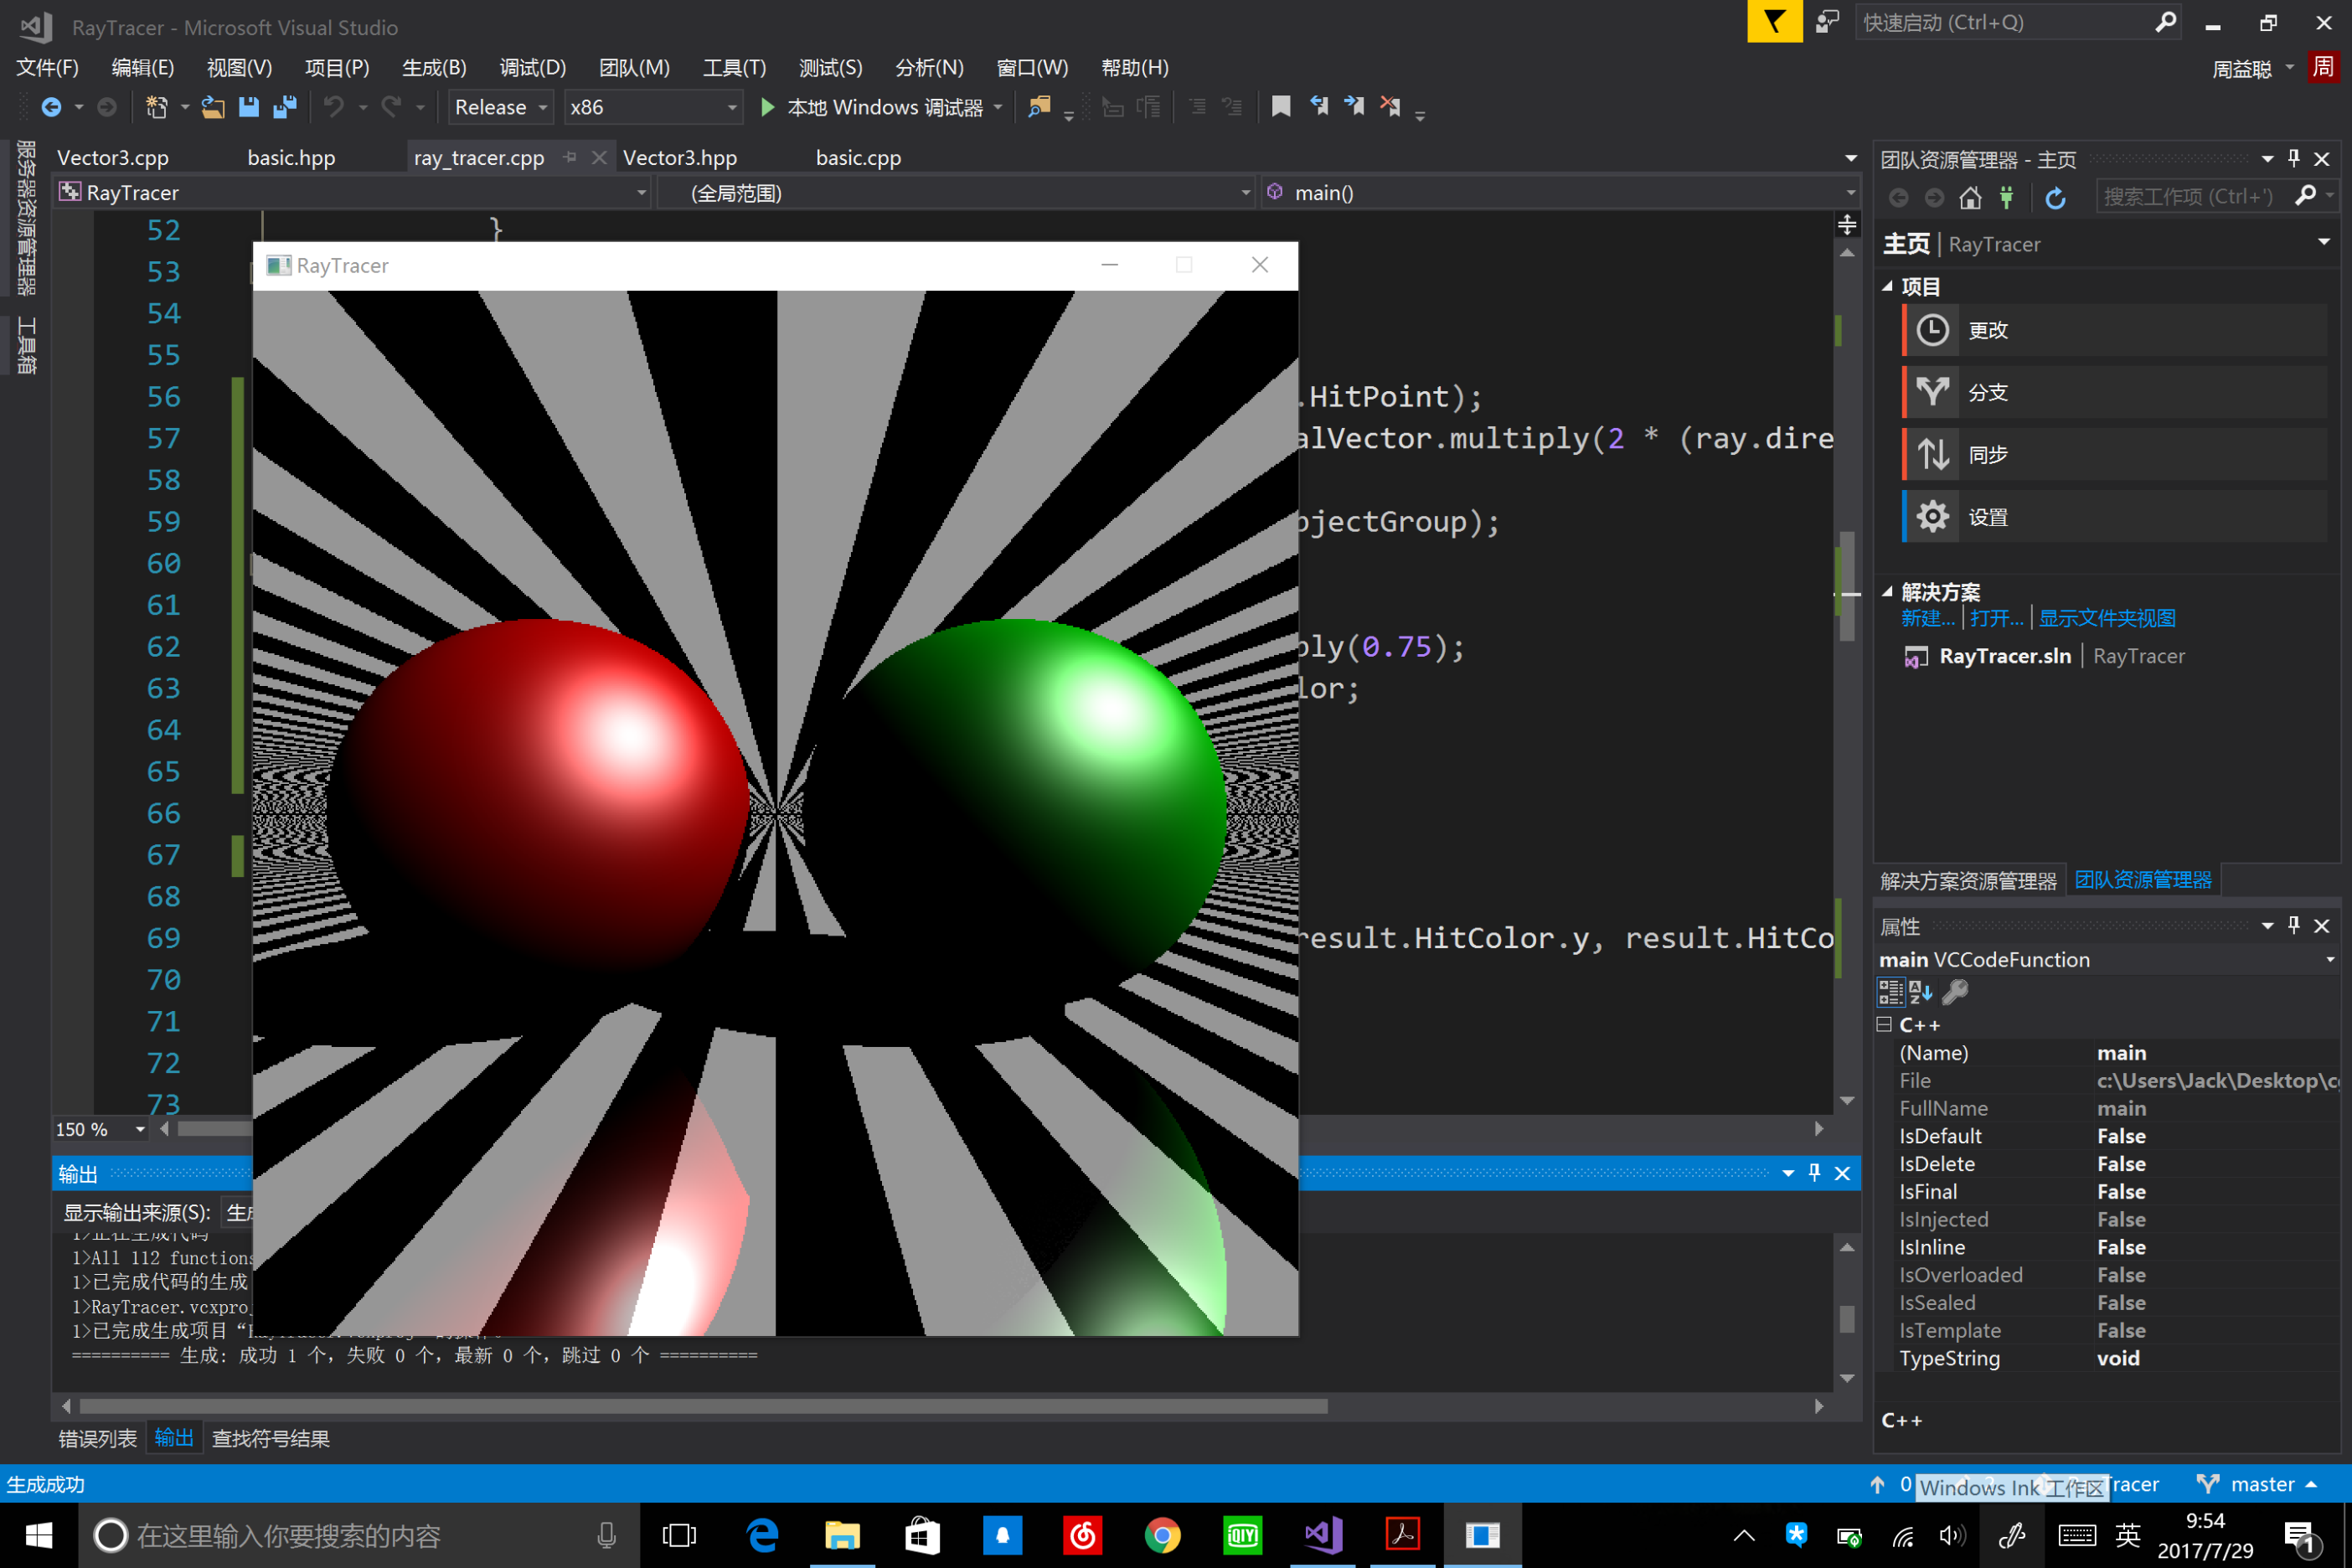 RayTracer - Microsoft Visual Studio
快速启动 (Ctrl+Q)
文件(F) 编辑(E) 视图(V) 项目(P) 生成(B) 调试(D) 团队(M) 工具(T) 测试(S) 分析(N) 窗口(W) 帮助(H)
周益聪 周
Release x86 本地 Windows 调试器
服务器资源管理器
工具箱
Vector3.cpp basic.hpp ray_tracer.cpp Vector3.hpp basic.cpp
RayTracer (全局范围) main()
52 }
53
54
55
56 .HitPoint);
57 alVector.multiply(2 * (ray.dire
58
59 bjectGroup);
60
61
62 ply(0.75);
63 lor;
64
65
66
67
68
69 result.HitColor.y, result.HitCo
70
71
72
73
150 %
RayTracer
输出
显示输出来源(S): 生成
1>正在生成代码
1>All 112 functions
1>已完成代码的生成
1>RayTracer.vcxproj
1>已完成生成项目
========== 生成: 成功 1 个，失败 0 个，最新 0 个，跳过 0 个 ==========
错误列表 输出 查找符号结果
团队资源管理器 - 主页
搜索工作项 (Ctrl+')
主页 | RayTracer
项目
更改
分支
同步
设置
解决方案
新建... | 打开... | 显示文件夹视图
RayTracer.sln | RayTracer
解决方案资源管理器 团队资源管理器
属性
main VCCodeFunction
C++
(Name) main
File c:\Users\Jack\Desktop\c
FullName main
IsDefault False
IsDelete False
IsFinal False
IsInjected False
IsInline False
IsOverloaded False
IsSealed False
IsTemplate False
TypeString void
C++
生成成功
0 Windows Ink 工作区 racer master
在这里输入你要搜索的内容
QIY
英
9:54
2017/7/29
1